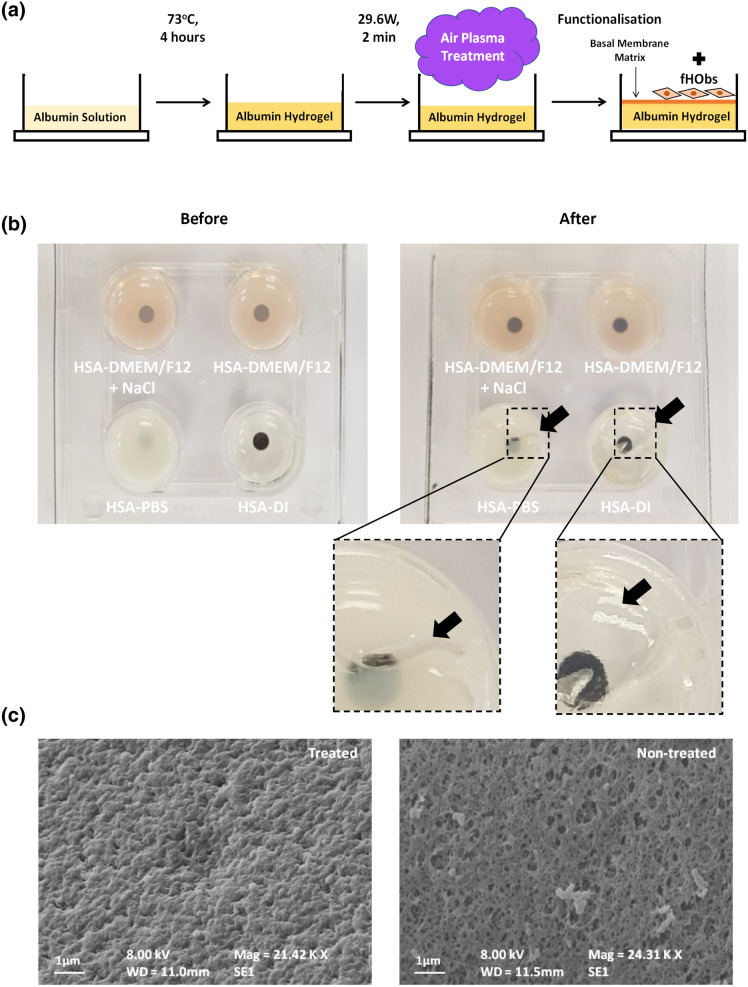 (a)
73°C,
4 hours
29.6W,
2 min
Air Plasma
Treatment
Functionalisation
Basal Membrane
Matrix
+
fHObs
Albumin Solution
Albumin Hydrogel
Albumin Hydrogel
Albumin Hydrogel
(b)
Before
After
HSA-DMEM/F12
+ NaCl
HSA-DMEM/F12
HSA-PBS
HSA-DI
HSA-DMEM/F12
+ NaCl
HSA-DMEM/F12
HSA-PBS
HSA-DI
(c)
Treated
1μm
8.00 kV
WD = 11.0mm
Mag = 21.42 K X
SE1
Non-treated
1μm
8.00 kV
WD = 11.5mm
Mag = 24.31 K X
SE1